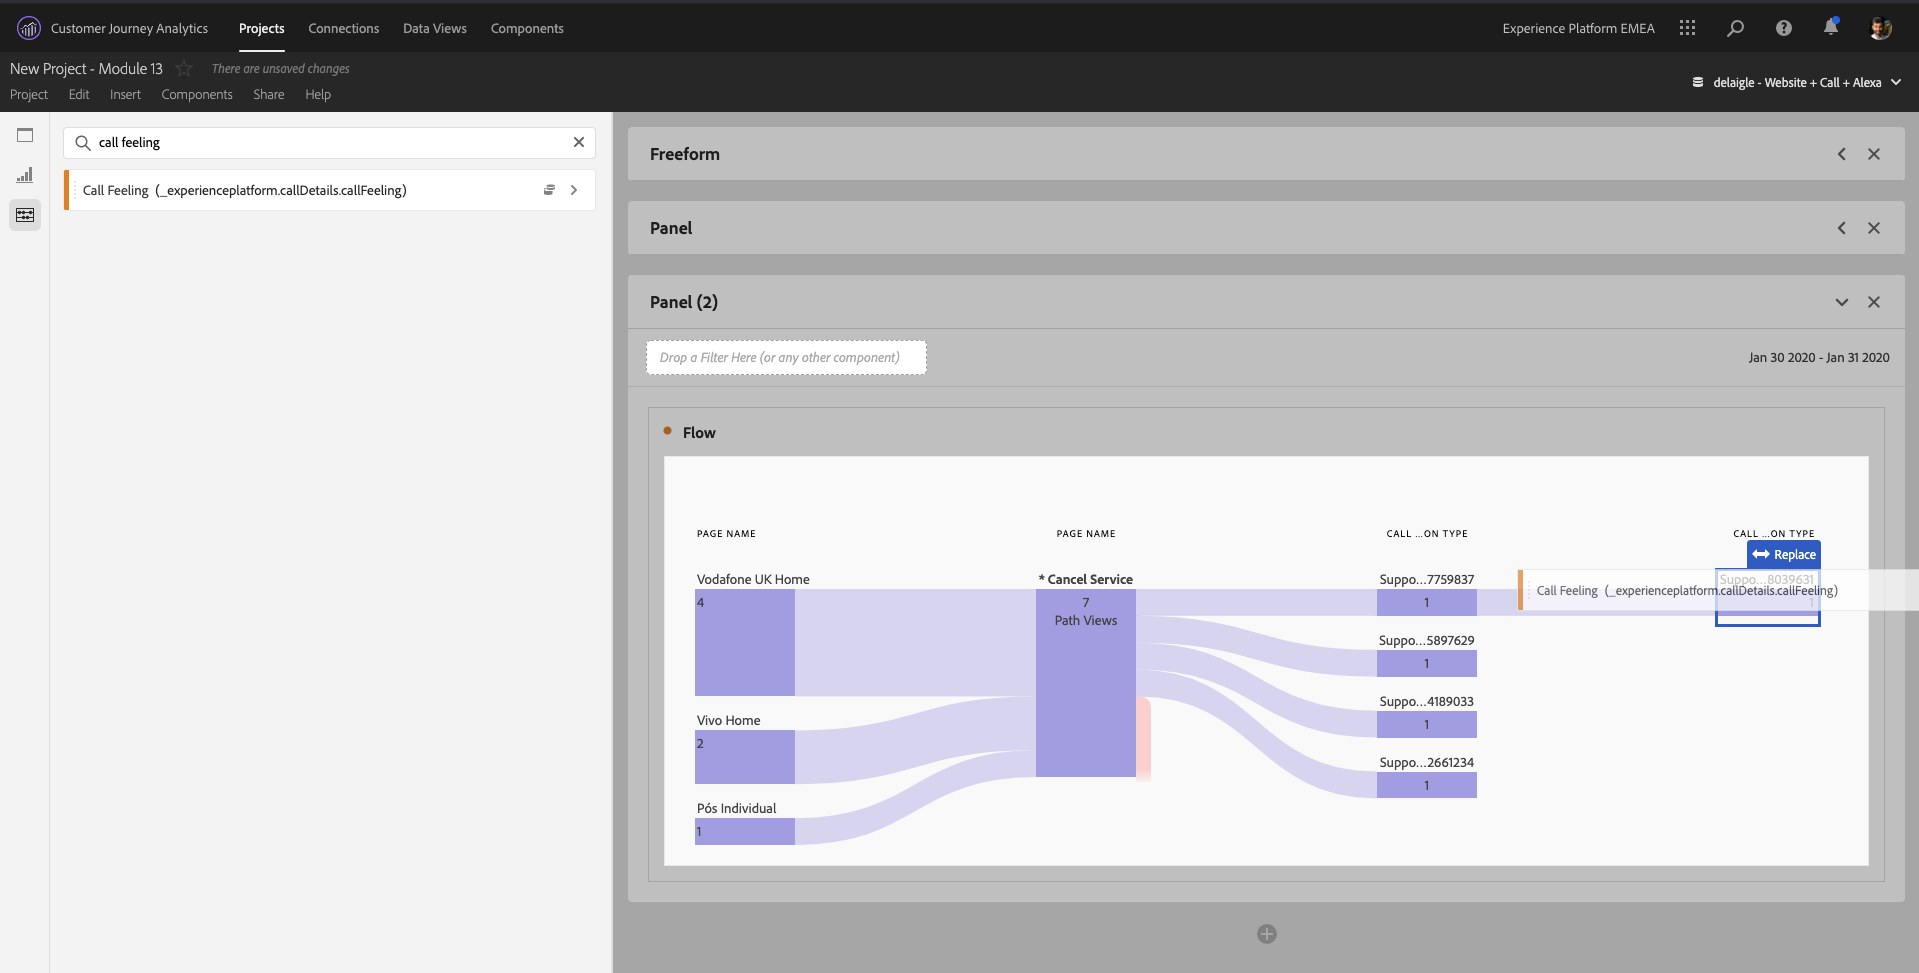 Customer Journey Analytics
Projects
Connections
Data Views
Components
Experience Platform EMEA
New Project - Module 13
There are unsaved changes
Project
Edit
Insert
Components
Share
Help
delaigle - Website + Call + Alexa
call feeling
Call Feeling (_experienceplatform.callDetails.callFeeling)
Freeform
Panel
Panel (2)
Drop a Filter Here (or any other component)
Jan 30 2020 - Jan 31 2020
Flow
PAGE NAME
PAGE NAME
CALL ...ON TYPE
CALL ...ON TYPE
Replace
Vodafone UK Home
4
* Cancel Service
7
Path Views
Suppo...7759837
1
Suppo...8039631
1
Call Feeling (_experienceplatform.callDetails.callFeeling)
Suppo...5897629
1
Suppo...4189033
1
Vivo Home
2
Suppo...2661234
1
Pós Individual
1